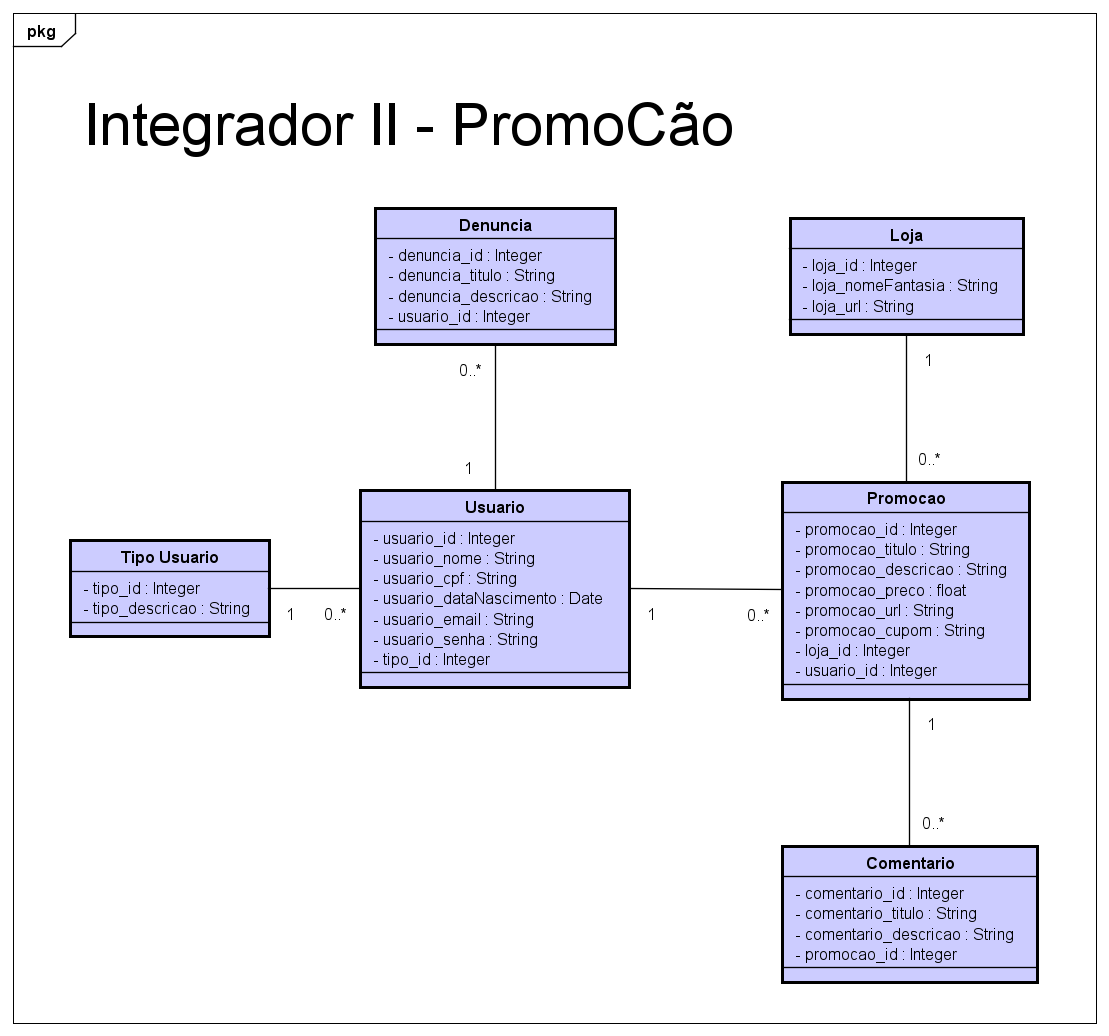 pkg
Integrador II - PromoCão
Denuncia
- denuncia_id : Integer
- denuncia_titulo : String
- denuncia_descricao : String
- usuario_id : Integer
Loja
- loja_id : Integer
- loja_nomeFantasia : String
- loja_url : String
0..*
1
1
0..*
Tipo Usuario
- tipo_id : Integer
- tipo_descricao : String
1
0..*
Usuario
- usuario_id : Integer
- usuario_nome : String
- usuario_cpf : String
- usuario_dataNascimento : Date
- usuario_email : String
- usuario_senha : String
- tipo_id : Integer
1
0..*
Promocao
- promocao_id : Integer
- promocao_titulo : String
- promocao_descricao : String
- promocao_preco : float
- promocao_url : String
- promocao_cupom : String
- loja_id : Integer
- usuario_id : Integer
1
0..*
Comentario
- comentario_id : Integer
- comentario_titulo : String
- comentario_descricao : String
- promocao_id : Integer